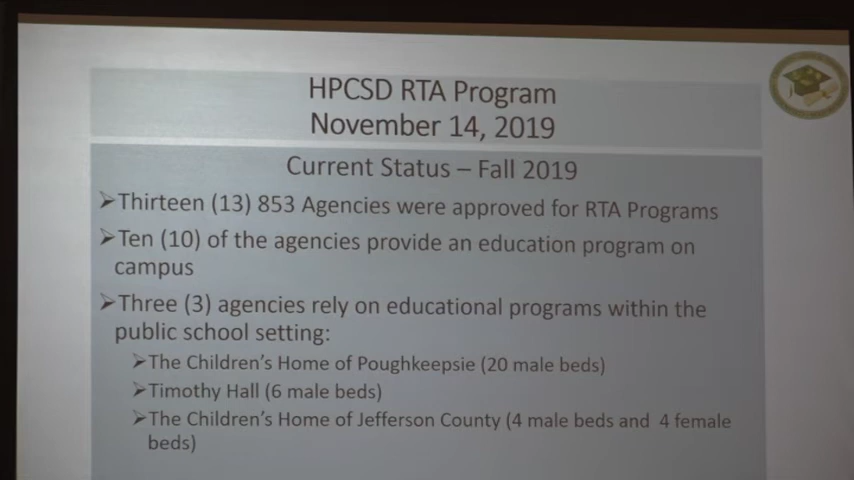 HPCSD RTA Program
November 14, 2019
Current Status – Fall 2019
➢Thirteen (13) 853 Agencies were approved for RTA Programs
➢Ten (10) of the agencies provide an education program on
campus
➢Three (3) agencies rely on educational programs within the
public school setting:
➢The Children's Home of Poughkeepsie (20 male beds)
➢Timothy Hall (6 male beds)
➢The Children's Home of Jefferson County (4 male beds and 4 female
beds)